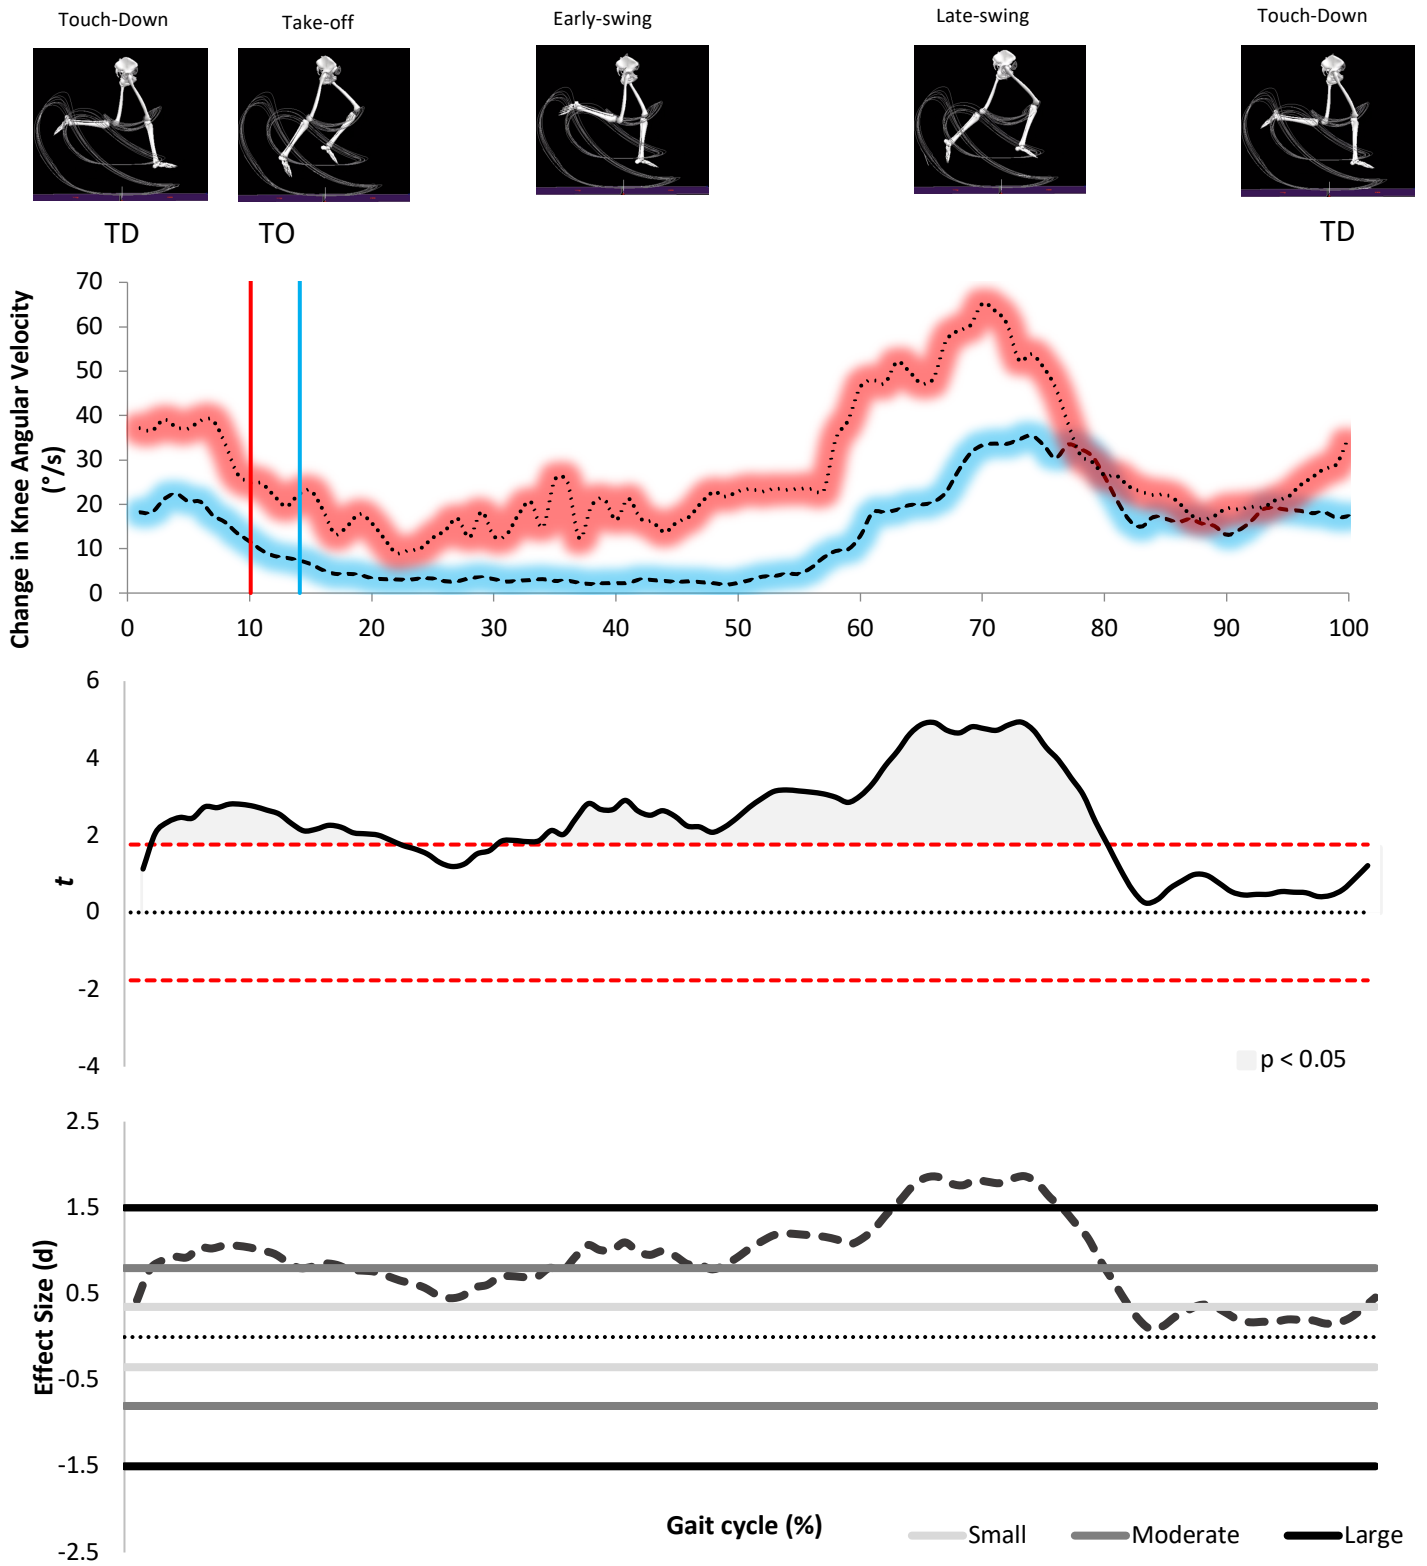 Touch-Down Take-off Early-swing Late-swing Touch-Down
TD TO TD
Change in Knee Angular Velocity
(°/s)
70
60
50
40
30
20
10
0
0 10 20 30 40 50 60 70 80 90 100
t
6
4
2
0
-2
-4
p < 0.05
Effect Size (d)
2.5
1.5
0.5
-0.5
-1.5
-2.5
Gait cycle (%)
Small Moderate Large